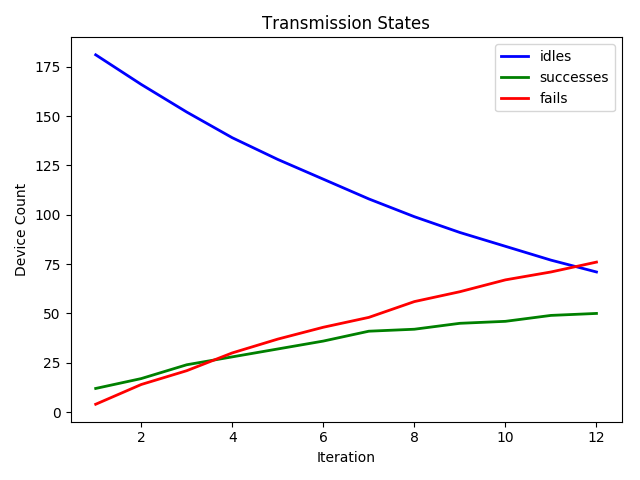 Transmission States
idles
successes
fails
Device Count
175
150
125
100
75
50
25
0
2 4 6 8 10 12
Iteration